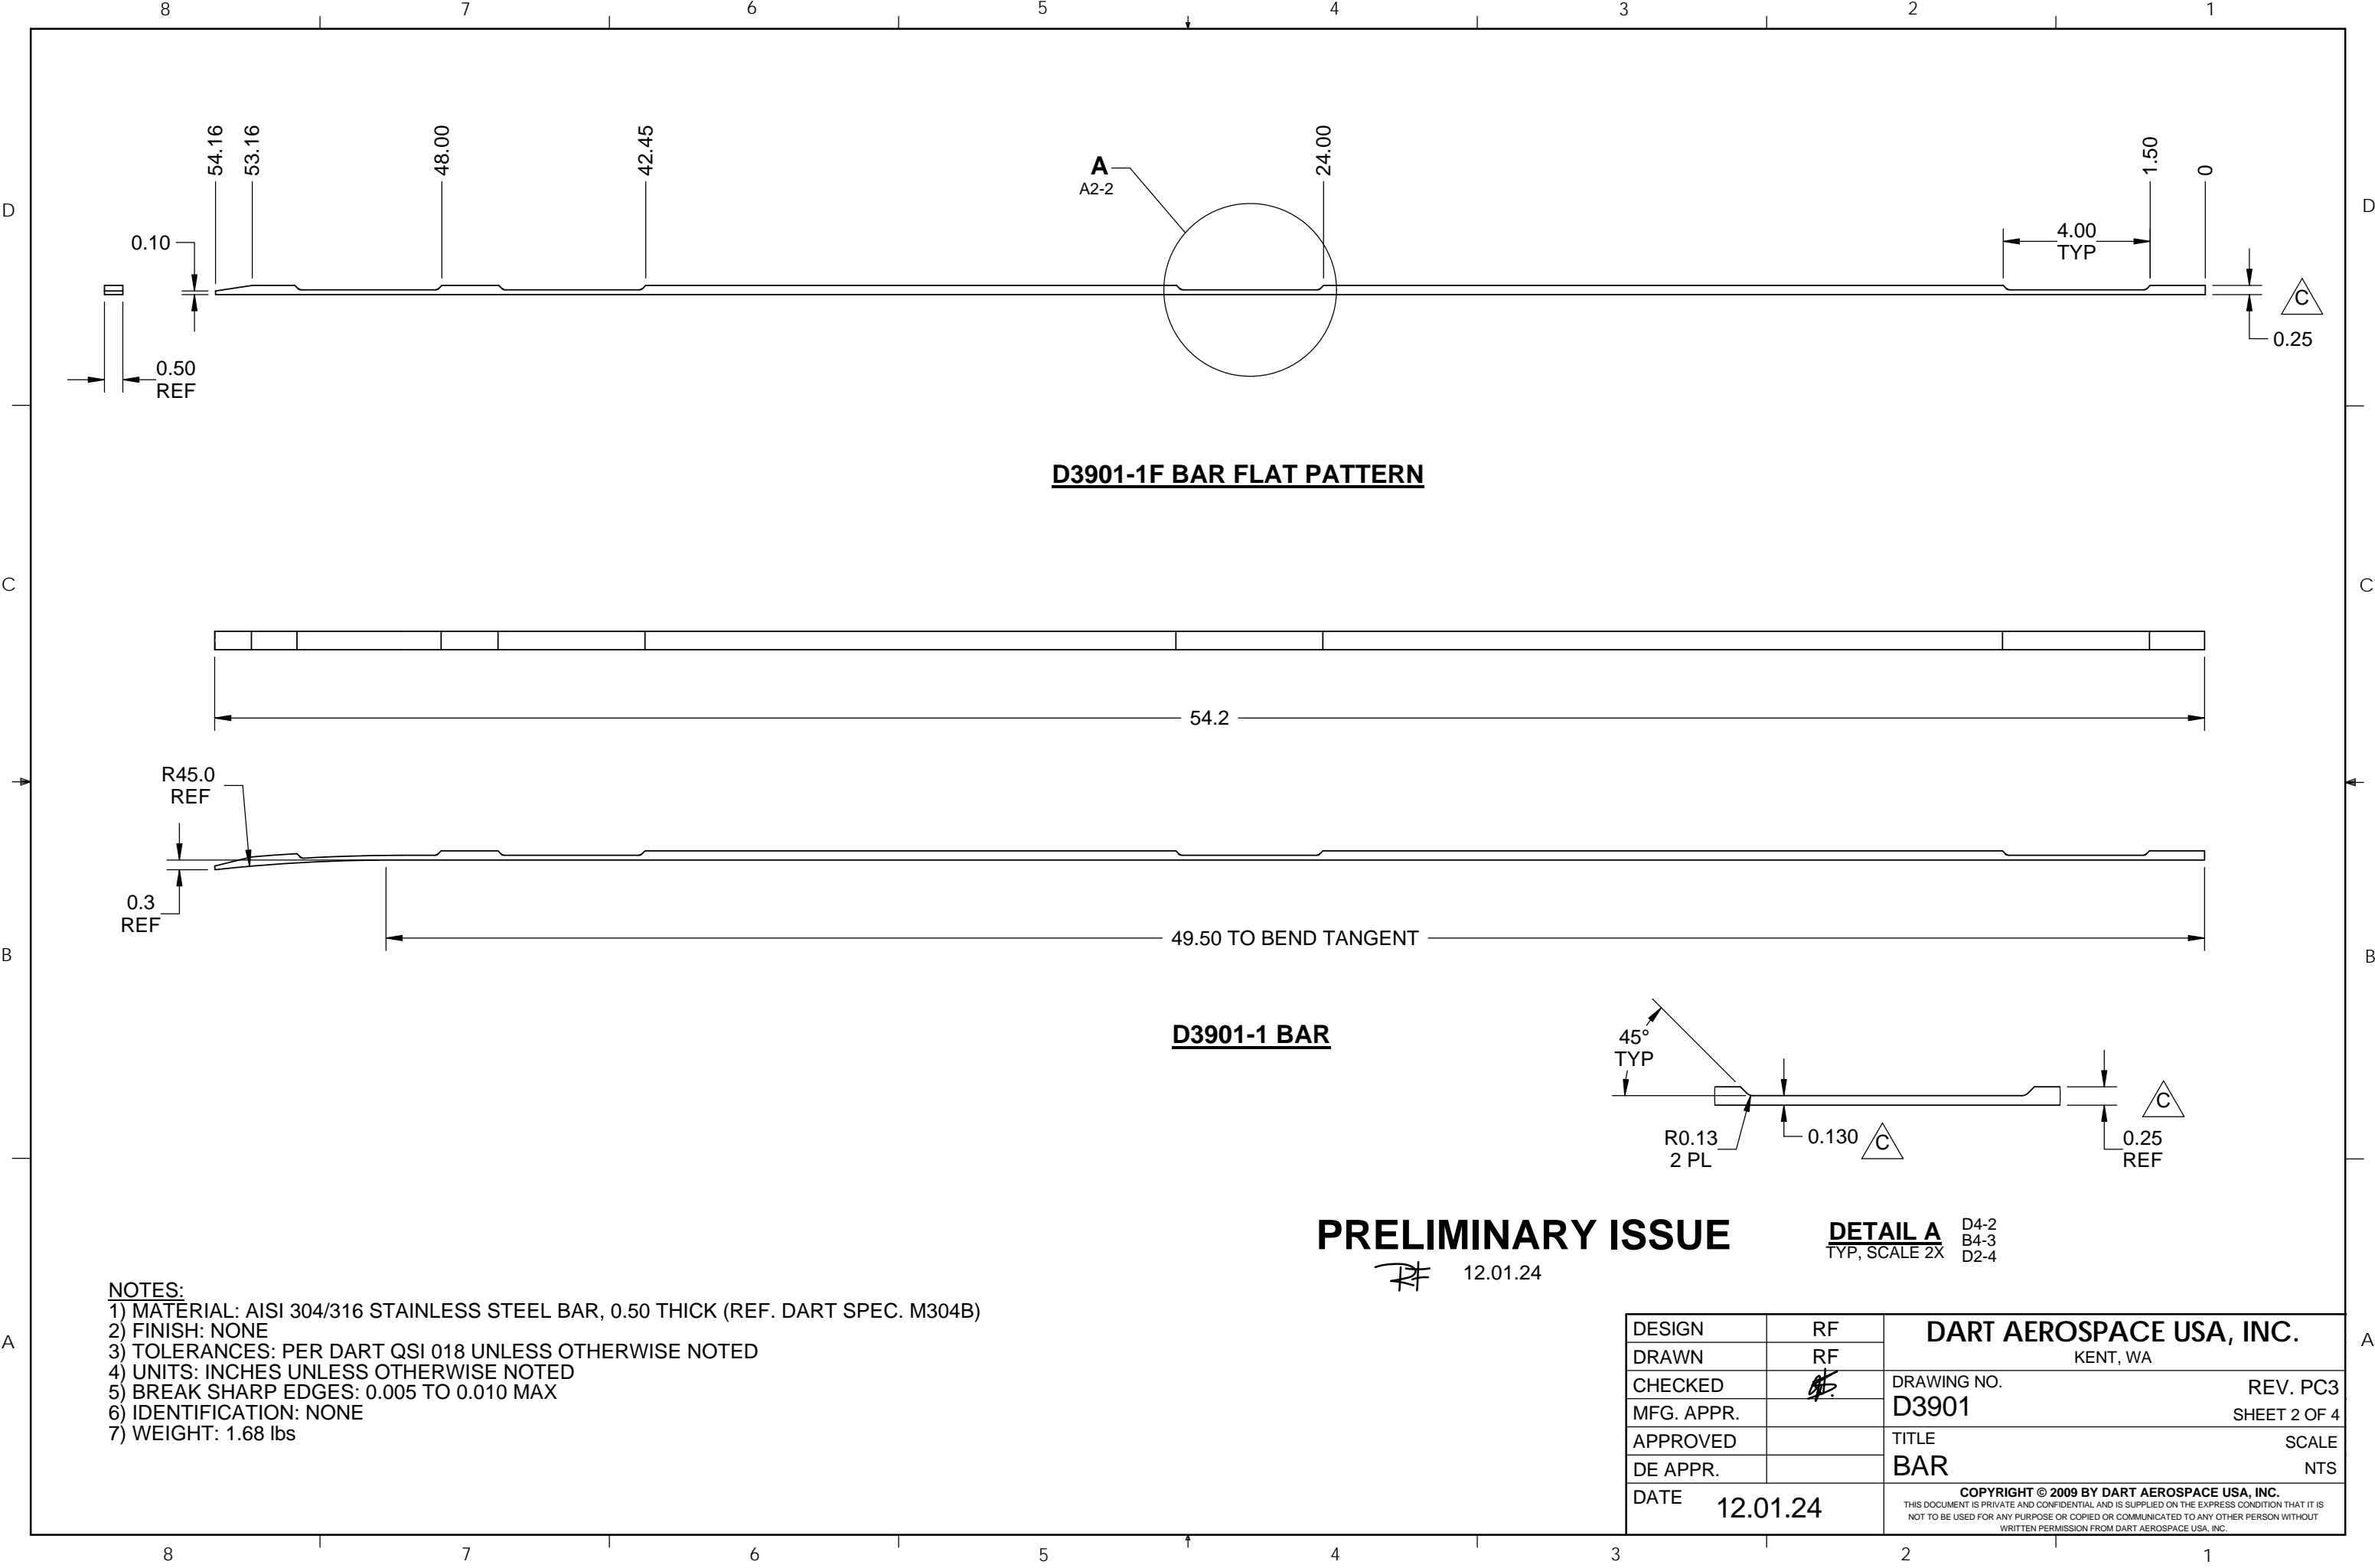 8 7 6 5 4 3 2 1
54.16
53.16
48.00
42.45
A
A2-2
24.00
1.50
0
D
D
0.10
4.00
TYP
C
0.25
0.50
REF
D3901-1F BAR FLAT PATTERN
C
C
54.2
R45.0
REF
0.3
REF
49.50 TO BEND TANGENT
B
B
D3901-1 BAR
45°
TYP
R0.13
2 PL
0.130
C
C
0.25
REF
PRELIMINARY ISSUE
RF 12.01.24
DETAIL A
TYP, SCALE 2X
D4-2
B4-3
D2-4
NOTES:
1) MATERIAL: AISI 304/316 STAINLESS STEEL BAR, 0.50 THICK (REF. DART SPEC. M304B)
2) FINISH: NONE
3) TOLERANCES: PER DART QSI 018 UNLESS OTHERWISE NOTED
4) UNITS: INCHES UNLESS OTHERWISE NOTED
5) BREAK SHARP EDGES: 0.005 TO 0.010 MAX
6) IDENTIFICATION: NONE
7) WEIGHT: 1.68 lbs
A
A
DESIGN RF
DRAWN RF
CHECKED
MFG. APPR.
APPROVED
DE APPR.
DATE 12.01.24
DART AEROSPACE USA, INC.
KENT, WA
DRAWING NO. REV. PC3
D3901 SHEET 2 OF 4
TITLE SCALE
BAR NTS
COPYRIGHT © 2009 BY DART AEROSPACE USA, INC.
THIS DOCUMENT IS PRIVATE AND CONFIDENTIAL AND IS SUPPLIED ON THE EXPRESS CONDITION THAT IT IS
NOT TO BE USED FOR ANY PURPOSE OR COPIED OR COMMUNICATED TO ANY OTHER PERSON WITHOUT
WRITTEN PERMISSION FROM DART AEROSPACE USA, INC.
8 7 6 5 4 3 2 1